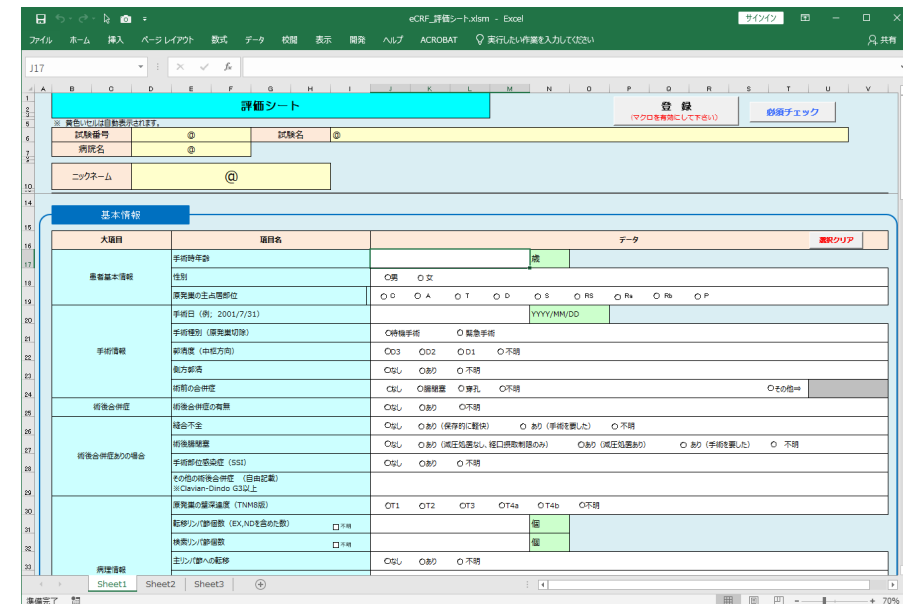 eCRF_評価シート.xlsm - Excel
サインイン
ファイル ホーム 挿入 ページレイアウト 数式 データ 校閲 表示 開発 ヘルプ ACROBAT 実行したい作業を入力してください 共有
J17 fx
A B C D E F G H I J K L M N O P Q R S T U V
評価シート
登 録
(マクロを有効にして下さい)
必須チェック
※ 黄色いセルは自動表示されます。
試験番号 @ 試験名 @
病院名 @
ニックネーム @
基本情報
大項目 項目名 データ 選択クリア
患者基本情報
手術時年齢 歳
性別 男 女
原発巣の主占居部位 C A T D S RS Ra Rb P
手術情報
手術日（例; 2001/7/31） YYYY/MM/DD
手術種別（原発巣切除） 待機手術 緊急手術
郭清度（中枢方向） D3 D2 D1 不明
側方郭清 なし あり 不明
術前の合併症 なし 腸閉塞 穿孔 不明 その他⇒
術後合併症 術後合併症の有無 なし あり 不明
術後合併症ありの場合
縫合不全 なし あり（保存的に軽快） あり（手術を要した） 不明
術後腸閉塞 なし あり（減圧処置なし、経口摂取制限のみ） あり（減圧処置あり） あり（手術を要した） 不明
手術部位感染症（SSI） なし あり 不明
その他の術後合併症 （自由記載）
※Clavian-Dindo G3以上
病理情報
原発巣の壁深達度（TNM8版） T1 T2 T3 T4a T4b 不明
転移リンパ節個数（EX,NDを含めた数） 不明 個
検索リンパ節個数 不明 個
主リンパ節への転移 なし あり 不明
Sheet1 Sheet2 Sheet3
準備完了 70%